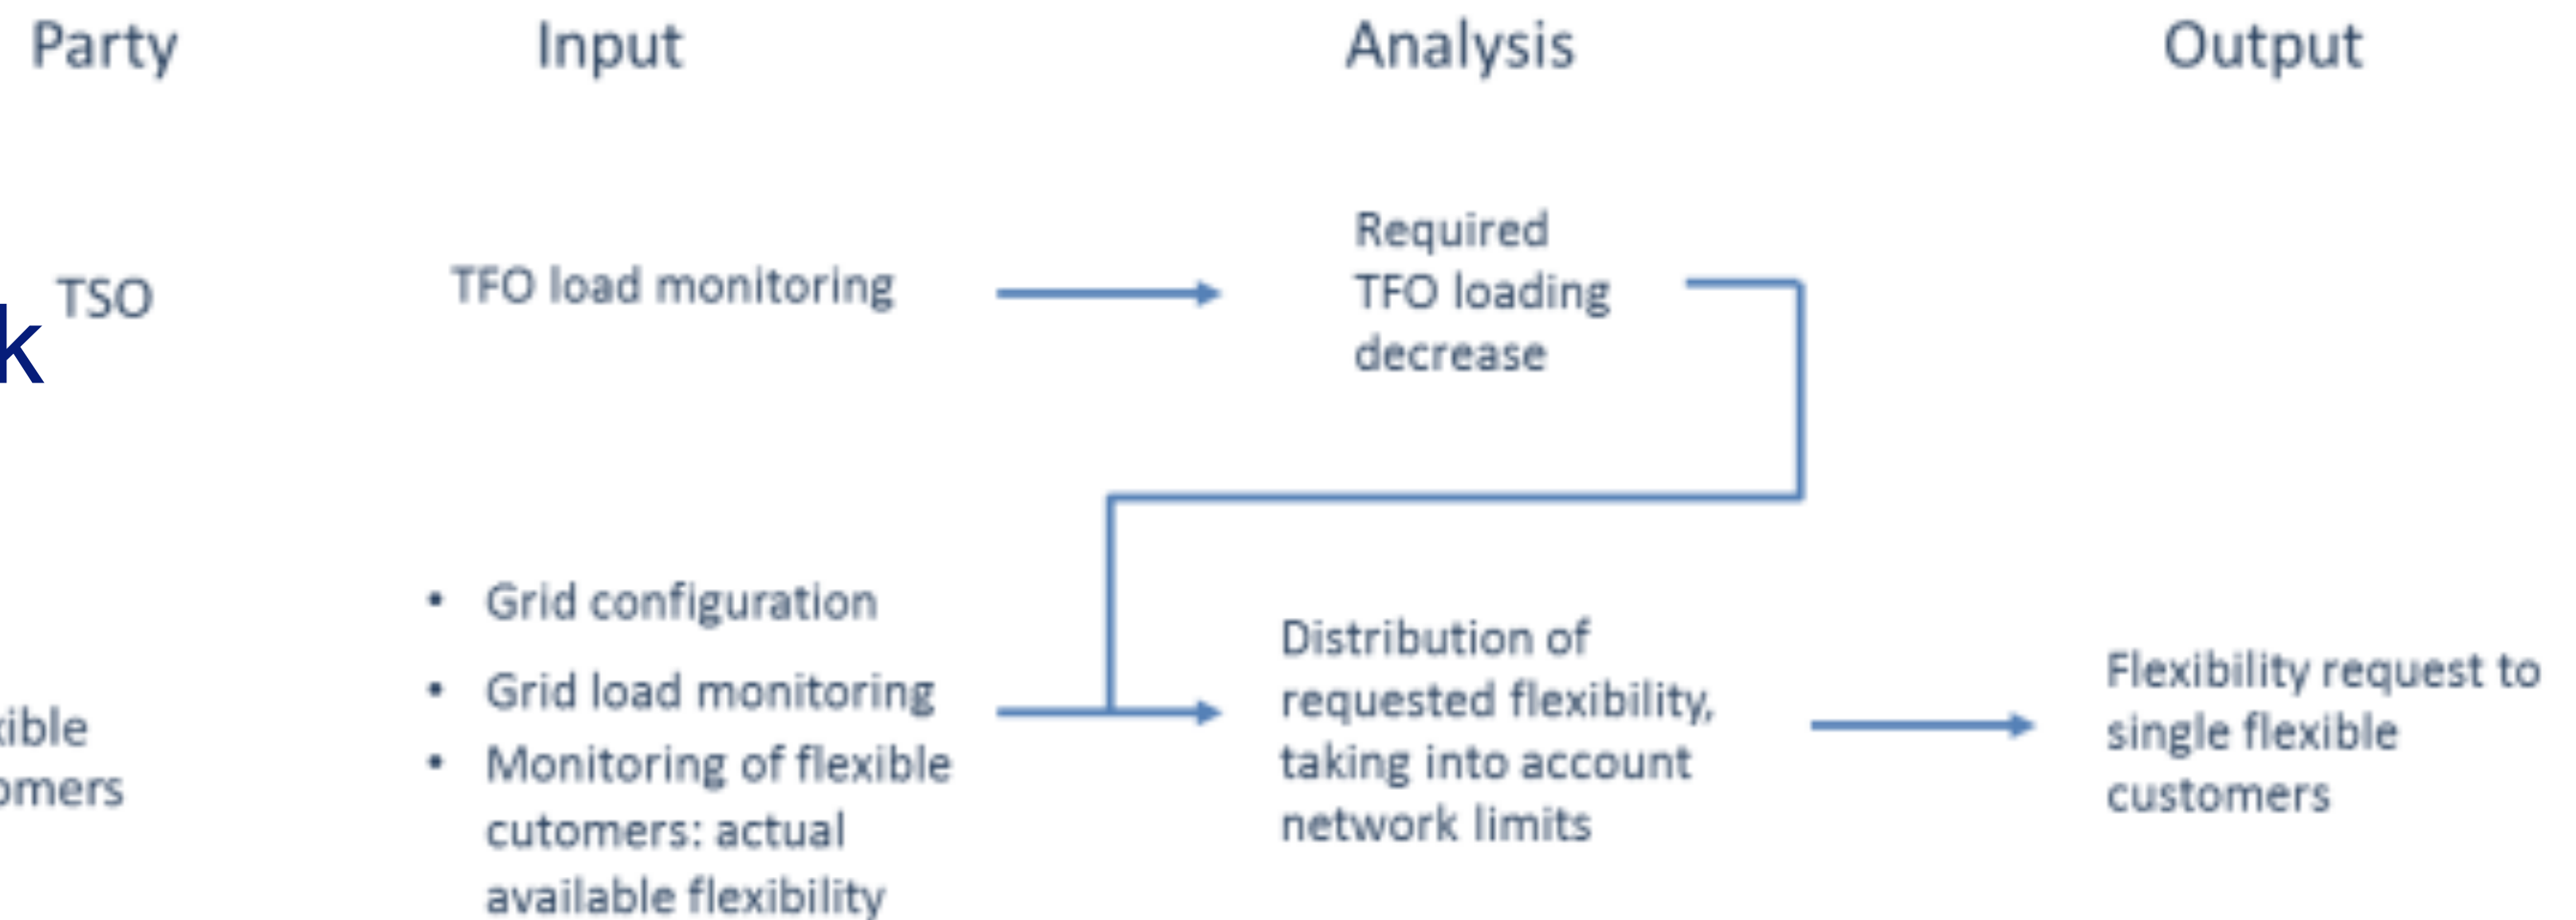 Party
Input
Analysis
Output
TSO
TFO load monitoring
Required
TFO loading
decrease
k
xible
omers
• Grid configuration
• Grid load monitoring
• Monitoring of flexible
cutomers: actual
available flexibility
Distribution of
requested flexibility,
taking into account
network limits
Flexibility request to
single flexible
customers